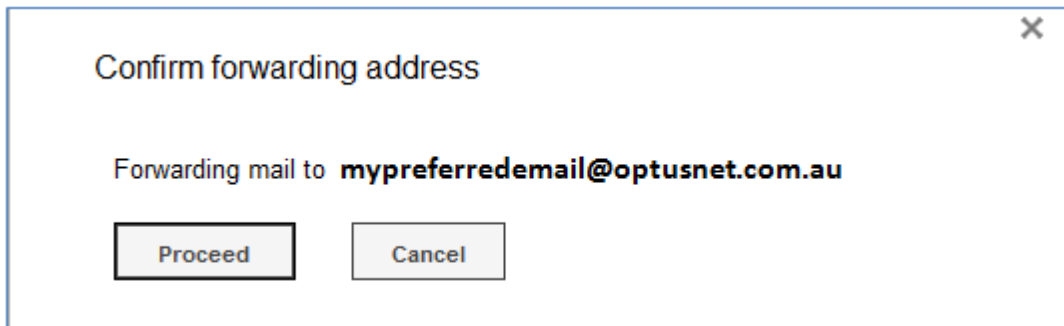 Confirm forwarding address
Forwarding mail to mypreferredemail@optusnet.com.au
Proceed Cancel